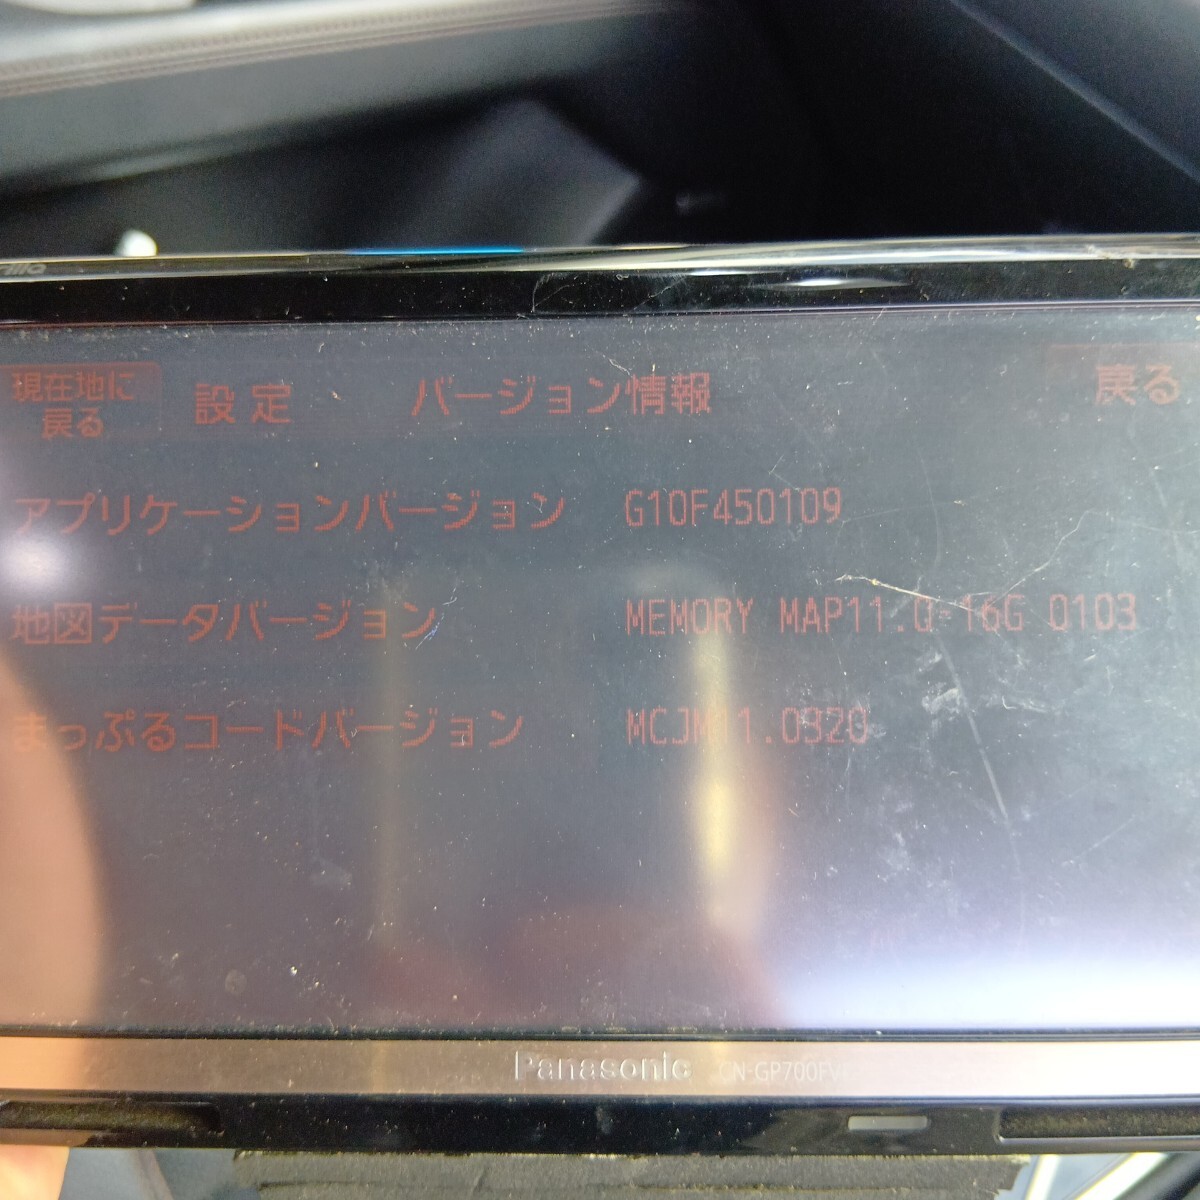 現在地に
戻る
設定
バージョン情報
戻る
アプリケーションバージョン G10F450109
地図データバージョン MEMORY MAP11.0-16G 0103
まっぷるコードバージョン MCJM11.0320
Panasonic CN-GP700FV